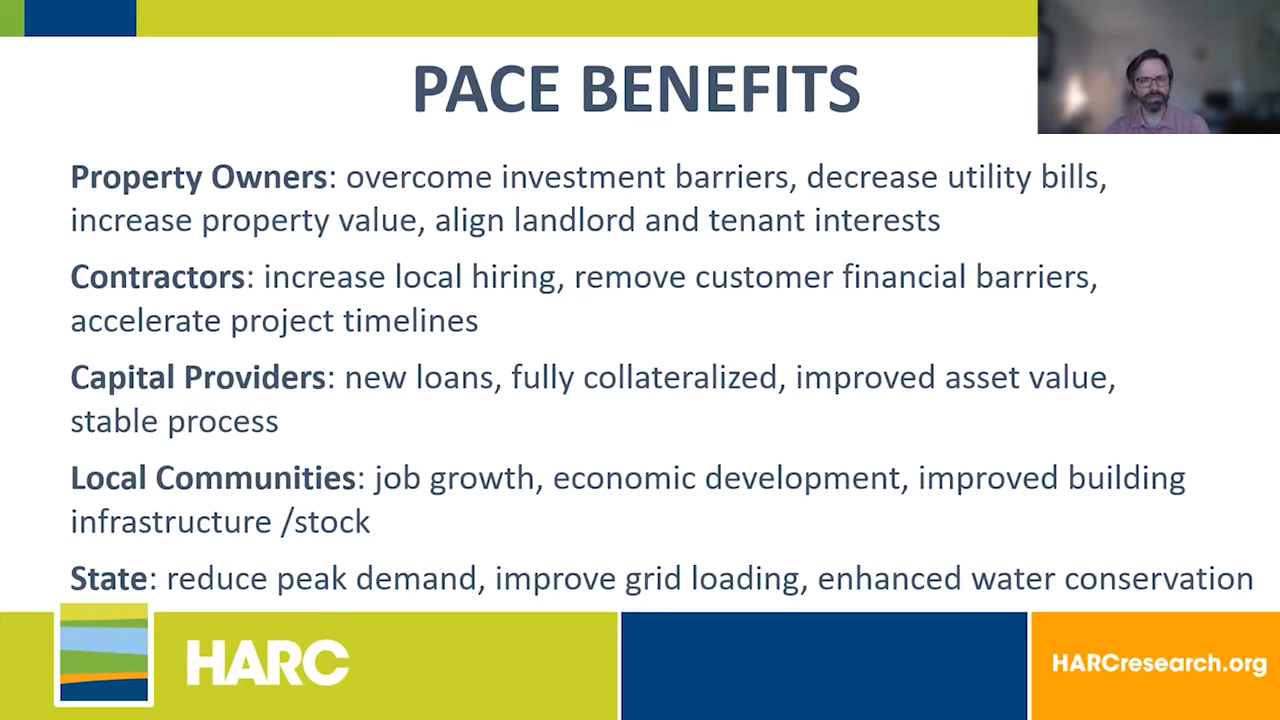 PACE BENEFITS
Property Owners: overcome investment barriers, decrease utility bills,
increase property value, align landlord and tenant interests
Contractors: increase local hiring, remove customer financial barriers,
accelerate project timelines
Capital Providers: new loans, fully collateralized, improved asset value,
stable process
Local Communities: job growth, economic development, improved building
infrastructure /stock
State: reduce peak demand, improve grid loading, enhanced water conservation
HARC
HARCresearch.org